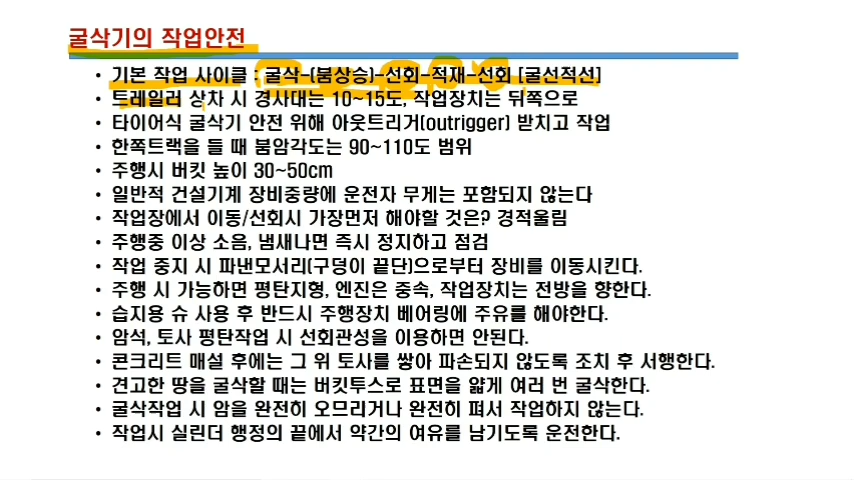 굴삭기의 작업안전
• 기본 작업 사이클 : 굴삭-(붐상승)-선회-적재-선회 [굴선적선]
• 트레일러 상차 시 경사대는 10~15도, 작업장치는 뒤쪽으로
• 타이어식 굴삭기 안전 위해 아웃트리거(outrigger) 받치고 작업
• 한쪽트랙을 들 때 붐암각도는 90~110도 범위
• 주행시 버킷 높이 30~50cm
• 일반적 건설기계 장비중량에 운전자 무게는 포함되지 않는다
• 작업장에서 이동/선회시 가장먼저 해야할 것은? 경적울림
• 주행중 이상 소음, 냄새나면 즉시 정지하고 점검
• 작업 중지 시 파낸모서리(구덩이 끝단)으로부터 장비를 이동시킨다.
• 주행 시 가능하면 평탄지형, 엔진은 중속, 작업장치는 전방을 향한다.
• 습지용 슈 사용 후 반드시 주행장치 베어링에 주유를 해야한다.
• 암석, 토사 평탄작업 시 선회관성을 이용하면 안된다.
• 콘크리트 매설 후에는 그 위 토사를 쌓아 파손되지 않도록 조치 후 서행한다.
• 견고한 땅을 굴삭할 때는 버킷투스로 표면을 얇게 여러 번 굴삭한다.
• 굴삭작업 시 암을 완전히 오므리거나 완전히 펴서 작업하지 않는다.
• 작업시 실린더 행정의 끝에서 약간의 여유를 남기도록 운전한다.